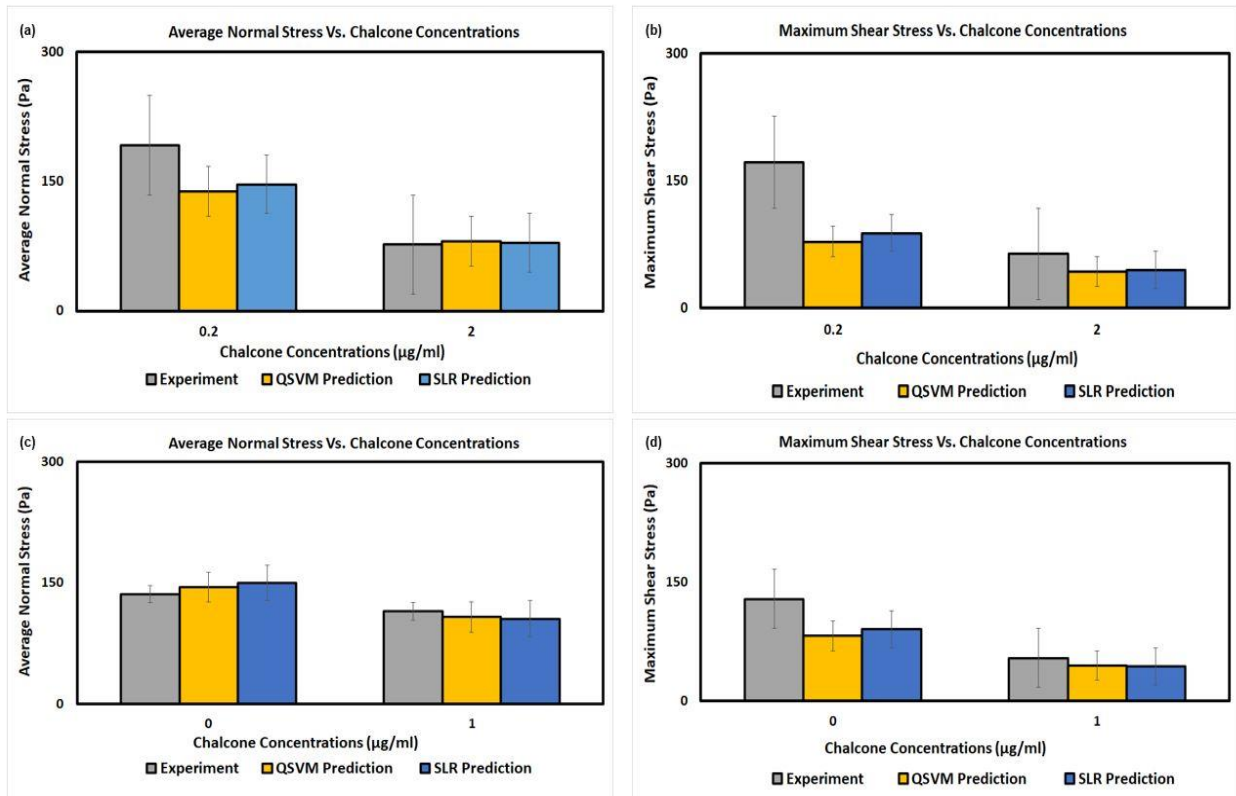 (a)
Average Normal Stress Vs. Chalcone Concentrations
Average Normal Stress (Pa)
300
150
0
0.2
2
Chalcone Concentrations (µg/ml)
Experiment QSVM Prediction SLR Prediction
(b)
Maximum Shear Stress Vs. Chalcone Concentrations
Maximum Shear Stress (Pa)
300
150
0
0.2
2
Chalcone Concentrations (µg/ml)
Experiment QSVM Prediction SLR Prediction
(c)
Average Normal Stress Vs. Chalcone Concentrations
Average Normal Stress (Pa)
300
150
0
0
1
Chalcone Concentrations (µg/ml)
Experiment QSVM Prediction SLR Prediction
(d)
Maximum Shear Stress Vs. Chalcone Concentrations
Maximum Shear Stress (Pa)
300
150
0
0
1
Chalcone Concentrations (µg/ml)
Experiment QSVM Prediction SLR Prediction